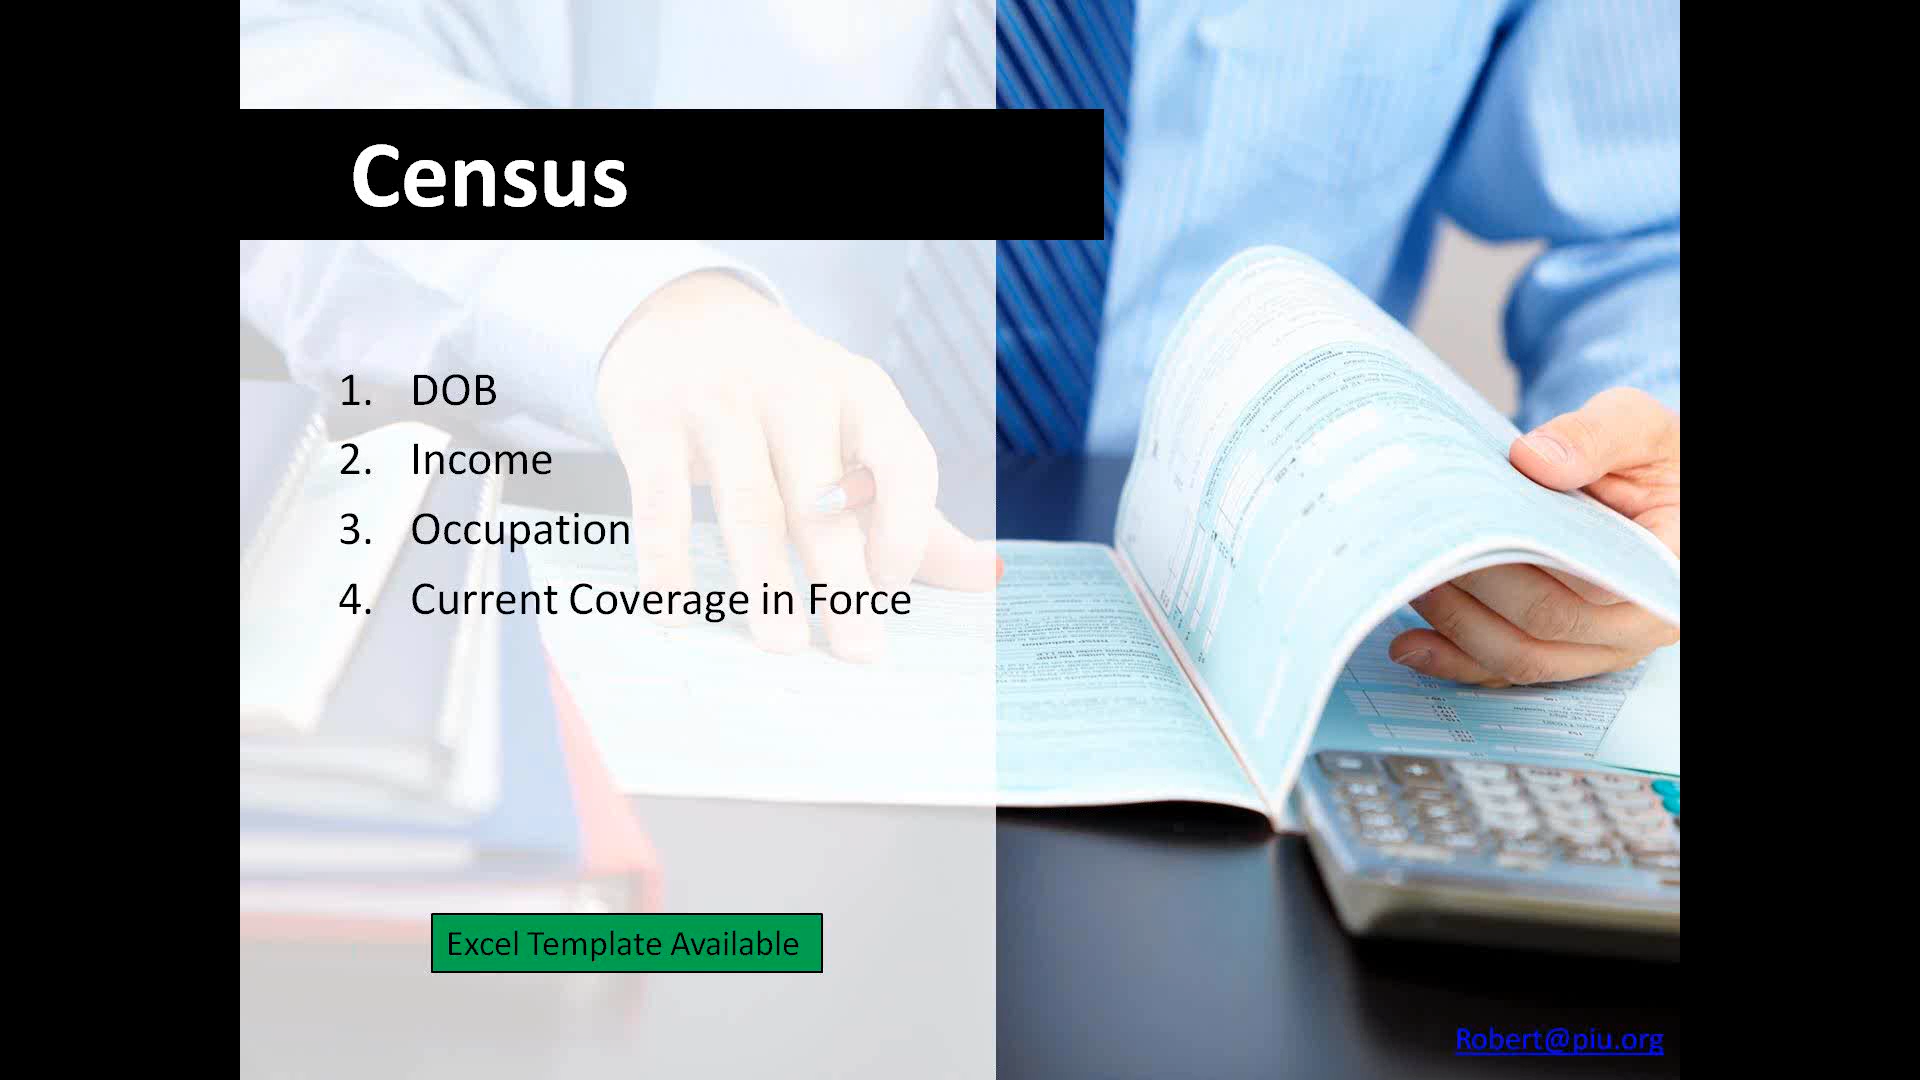 Census
1. DOB
2. Income
3. Occupation
4. Current Coverage in Force
Excel Template Available
Robert@piu.org